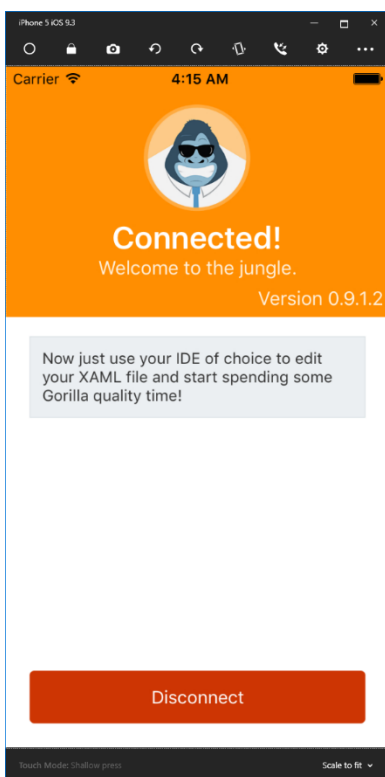 iPhone 5 iOS 9.3
Carrier 4:15 AM
Connected!
Welcome to the jungle.
Version 0.9.1.2
Now just use your IDE of choice to edit
your XAML file and start spending some
Gorilla quality time!
Disconnect
Touch Mode: Shallow press Scale to fit